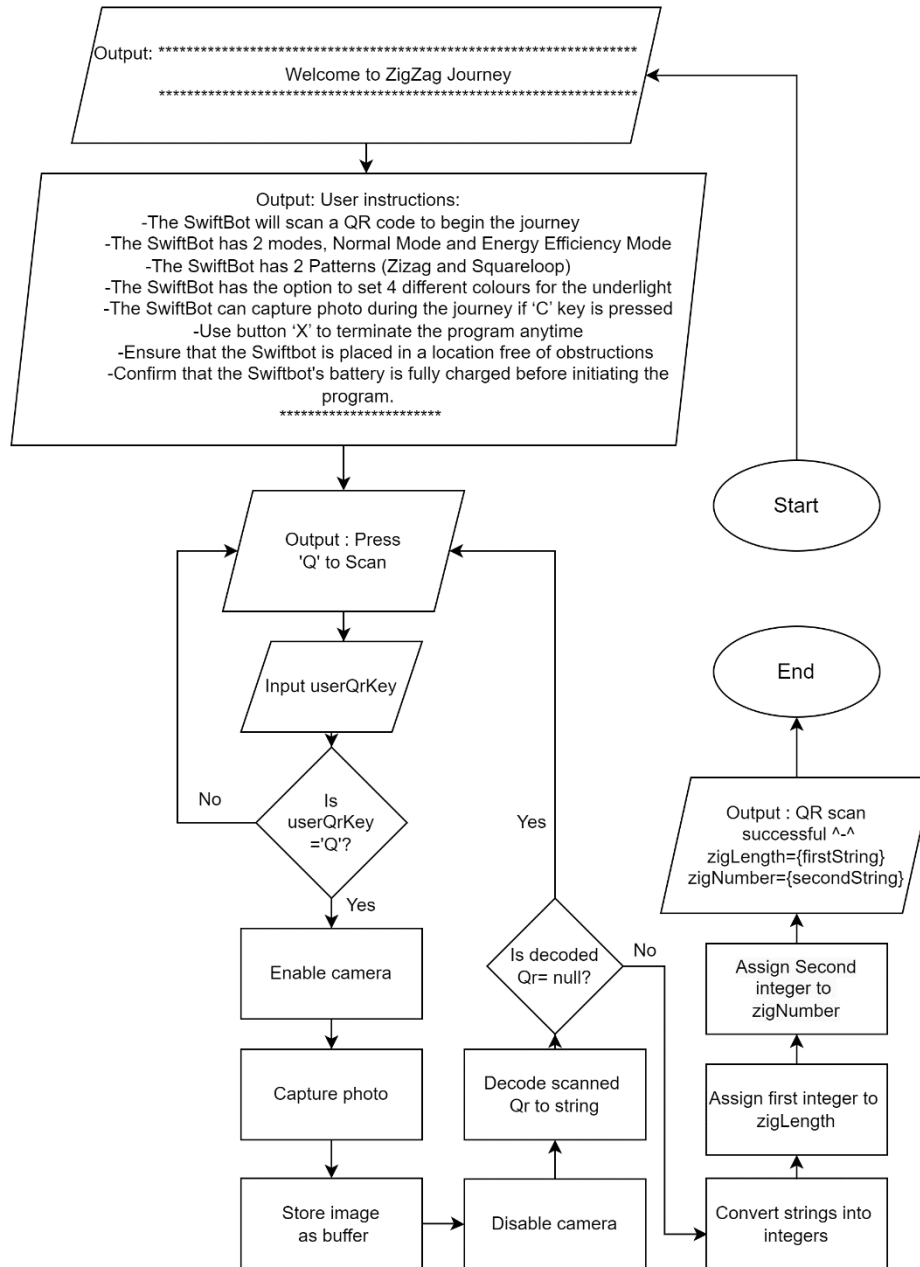 Output: ********************************************************************
Welcome to ZigZag Journey
********************************************************************
Output: User instructions:
-The SwiftBot will scan a QR code to begin the journey
-The SwiftBot has 2 modes, Normal Mode and Energy Efficiency Mode
-The SwiftBot has 2 Patterns (Zizag and Squareloop)
-The SwiftBot has the option to set 4 different colours for the underlight
-The SwiftBot can capture photo during the journey if ‘C’ key is pressed
-Use button ‘X’ to terminate the program anytime
-Ensure that the Swiftbot is placed in a location free of obstructions
-Confirm that the Swiftbot's battery is fully charged before initiating the
program.
***********************
Start
Output : Press
'Q' to Scan
Input userQrKey
Is
userQrKey
='Q'?
No
Yes
Enable camera
Capture photo
Store image
as buffer
Disable camera
Decode scanned
Qr to string
Is decoded
Qr= null?
Yes
No
Convert strings into
integers
Assign first integer to
zigLength
Assign Second
integer to
zigNumber
Output : QR scan
successful ^-^
zigLength={firstString}
zigNumber={secondString}
End